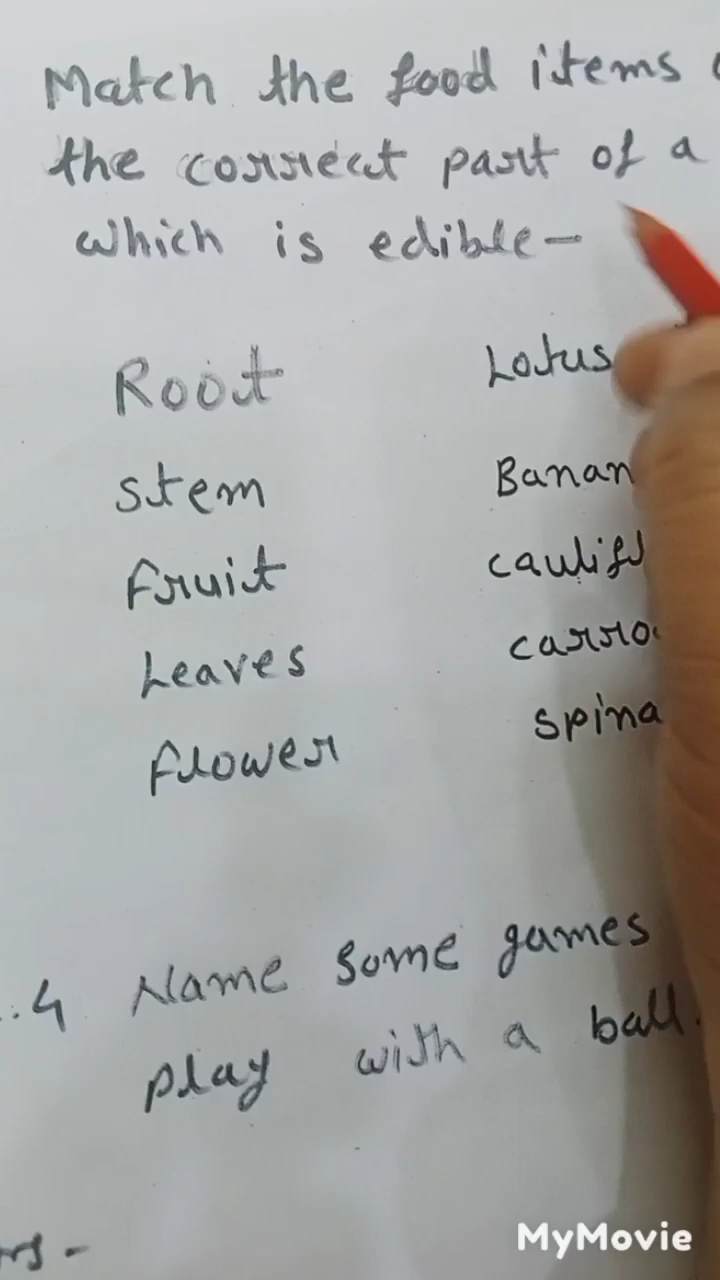 Match the food items
the correct part of a
which is edible-
Root Lotus
stem Banan
fruit caulifl
Leaves carro
flower spina
..4 Name some games
play with a ball.
MyMovie